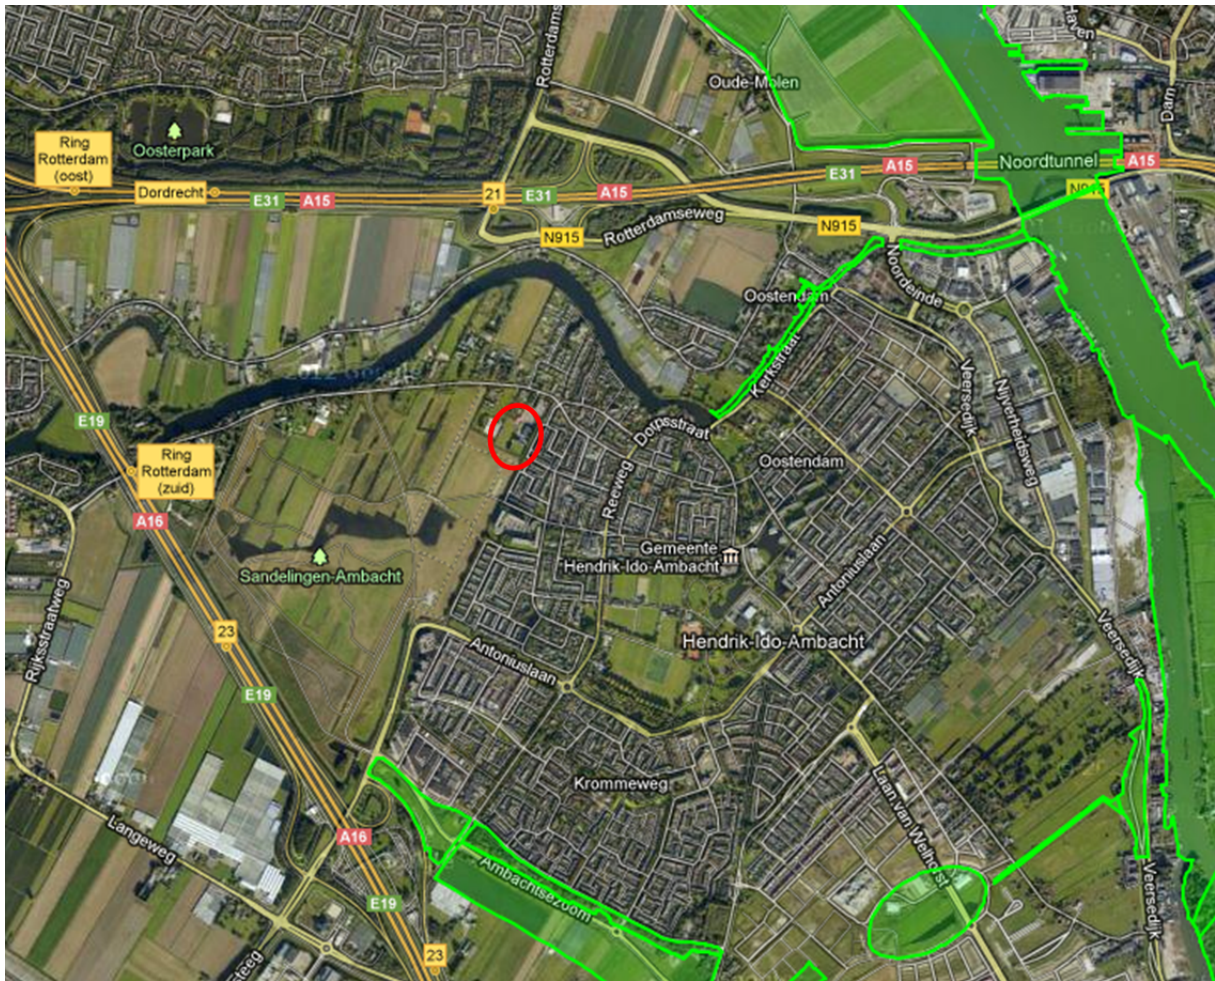 Rotterdams
Haven
Oude-Molen
Dam
Ring
Rotterdam
(oost)
Oosterpark
Noordtunnel
A15
E31
A15
Dordrecht
21
E31
A15
E31
A15
N915
Rotterdamseweg
N915
N915
Noordeinde
Oostendam
Kerkstraat
Veersedijk
Nijverheidsweg
E19
Dorpsstraat
Ring
Rotterdam
(zuid)
Oostendam
Reeweg
A16
Gemeente
Hendrik-Ido-Ambacht
Sandelingen-Ambacht
Antoniuslaan
Rijksstraatweg
23
Hendrik-Ido-Ambacht
Veersedijk
Antoniuslaan
E19
Krommeweg
Laan van Welhorst
Langeweg
A16
Ambachtsezoom
E19
Veersedijk
23
steeg